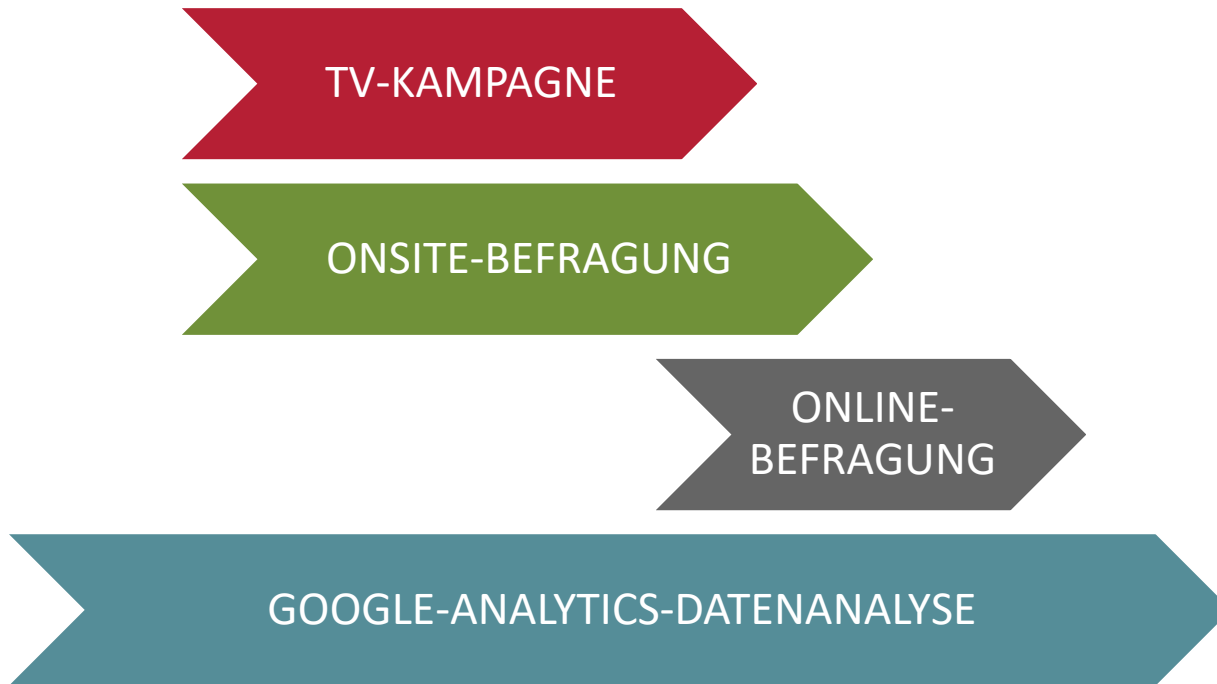 TV-KAMPAGNE
ONSITE-BEFRAGUNG
ONLINE-
BEFRAGUNG
GOOGLE-ANALYTICS-DATENANALYSE